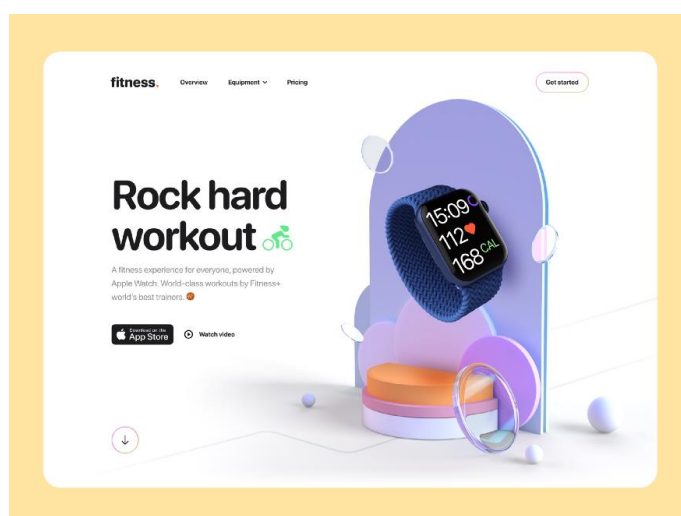 fitness.
Overview
Equipment
Pricing
Get started
Rock hard
workout
A fitness experience for everyone, powered by
Apple Watch. World-class workouts by Fitness+
world's best trainers.
Download on the
App Store
Watch video
15:09
112
168 CAL